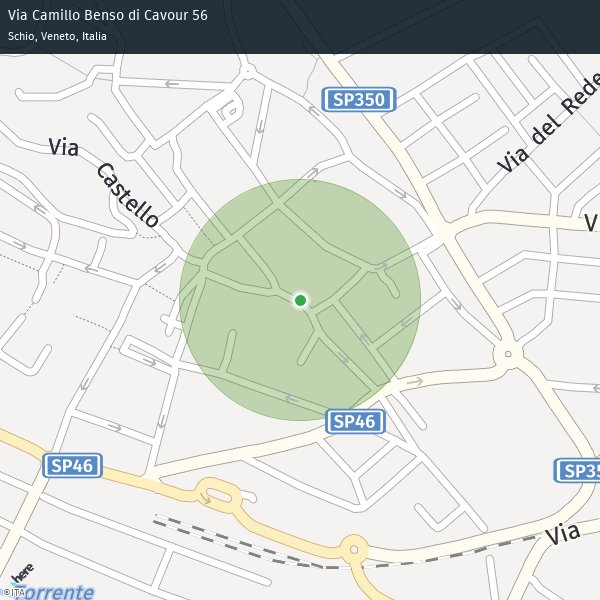 Via Camillo Benso di Cavour 56
Schio, Veneto, Italia
SP350
Via del Rede
Via Castello
V
SP46
SP46
SP35
Via
here
©ITA
Torrente